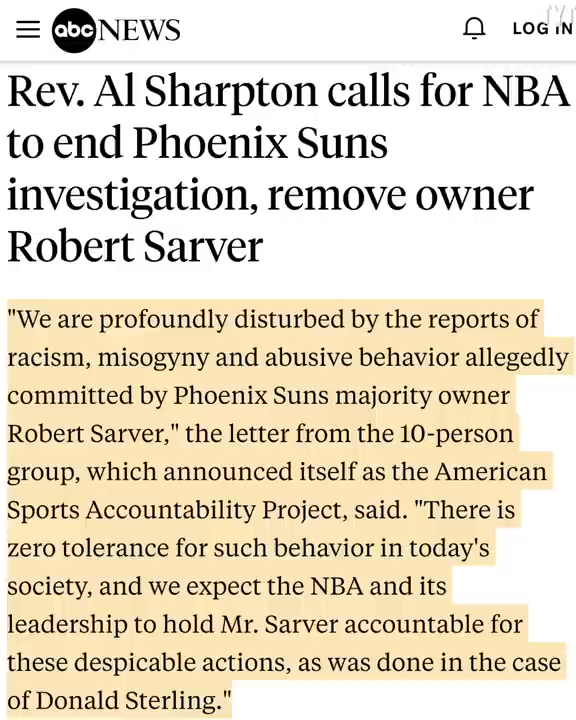 abc NEWS LOG IN
Rev. Al Sharpton calls for NBA
to end Phoenix Suns
investigation, remove owner
Robert Sarver
"We are profoundly disturbed by the reports of
racism, misogyny and abusive behavior allegedly
committed by Phoenix Suns majority owner
Robert Sarver," the letter from the 10-person
group, which announced itself as the American
Sports Accountability Project, said. "There is
zero tolerance for such behavior in today's
society, and we expect the NBA and its
leadership to hold Mr. Sarver accountable for
these despicable actions, as was done in the case
of Donald Sterling."